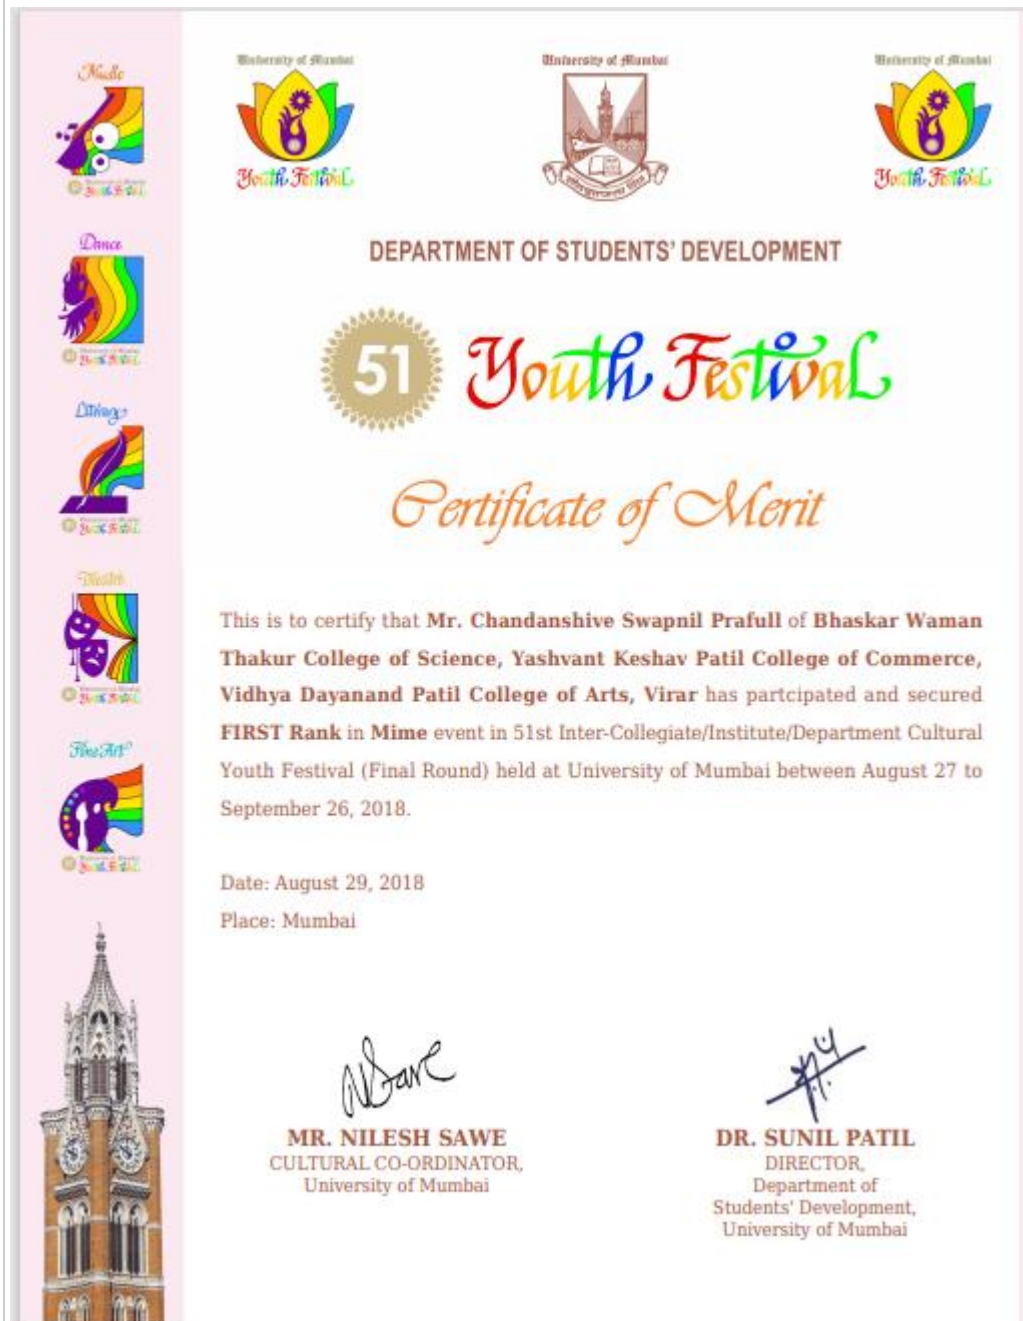 Music
University of Mumbai
Youth Festival
University of Mumbai
University of Mumbai
Youth Festival
Dance
Literary
Theatre
Fine Art
DEPARTMENT OF STUDENTS' DEVELOPMENT
51 Youth Festival
Certificate of Merit
This is to certify that Mr. Chandanshive Swapnil Prafull of Bhaskar Waman
Thakur College of Science, Yashvant Keshav Patil College of Commerce,
Vidhya Dayanand Patil College of Arts, Virar has partcipated and secured
FIRST Rank in Mime event in 51st Inter-Collegiate/Institute/Department Cultural
Youth Festival (Final Round) held at University of Mumbai between August 27 to
September 26, 2018.
Date: August 29, 2018
Place: Mumbai
MR. NILESH SAWE
CULTURAL CO-ORDINATOR,
University of Mumbai
DR. SUNIL PATIL
DIRECTOR,
Department of
Students' Development,
University of Mumbai